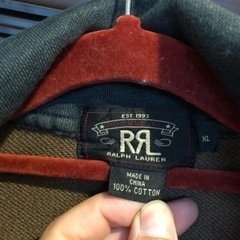 EST. 1993
RRL
RALPH LAUREN
XL
MADE IN
CHINA
100% COTTON